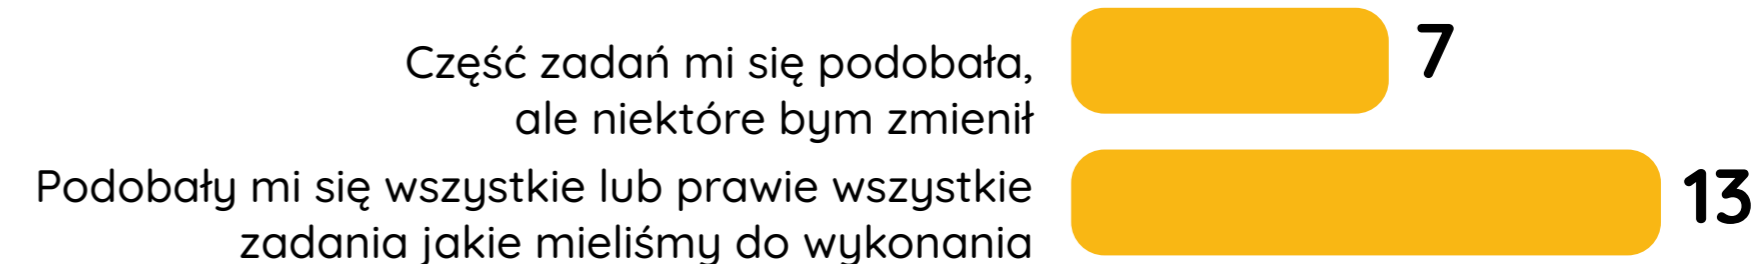 Część zadań mi się podobała,
ale niektóre bym zmienił
7
Podobały mi się wszystkie lub prawie wszystkie
zadania jakie mieliśmy do wykonania
13